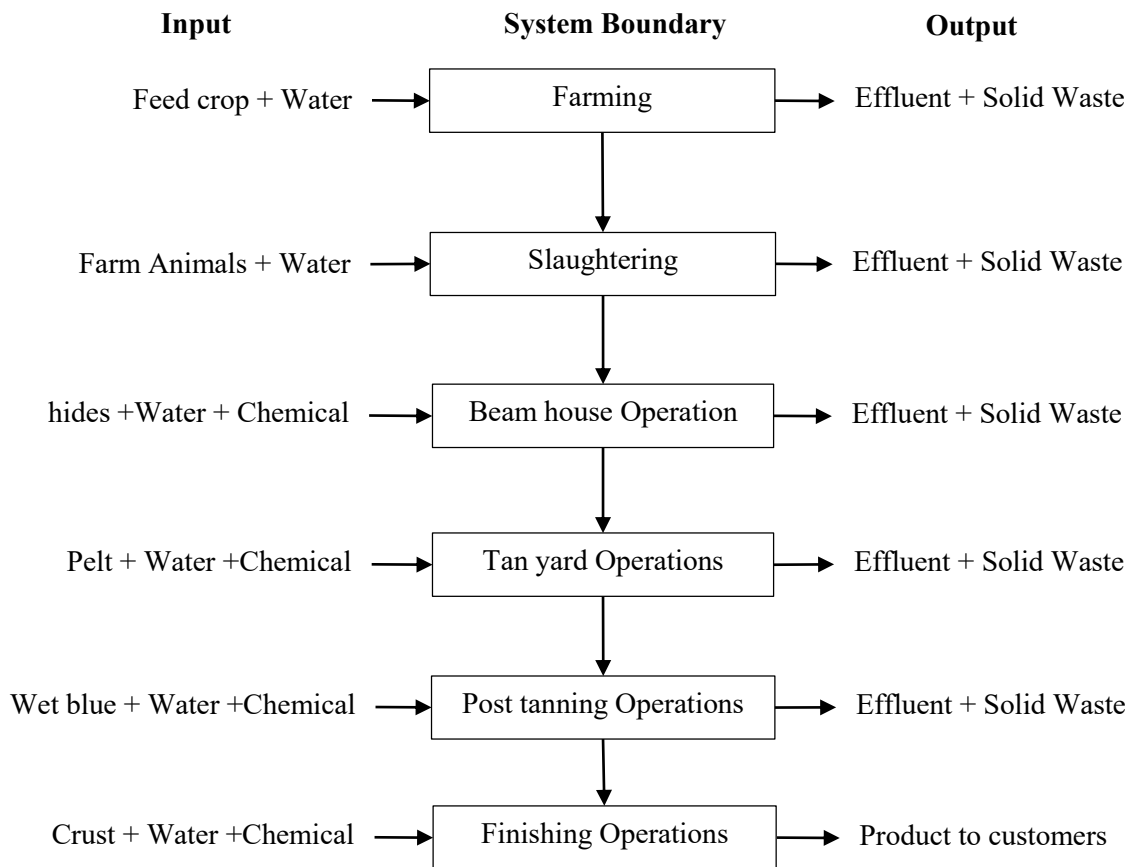 Input System Boundary Output
Feed crop + Water Farming Effluent + Solid Waste
Farm Animals + Water Slaughtering Effluent + Solid Waste
hides +Water + Chemical Beam house Operation Effluent + Solid Waste
Pelt + Water +Chemical Tan yard Operations Effluent + Solid Waste
Wet blue + Water +Chemical Post tanning Operations Effluent + Solid Waste
Crust + Water +Chemical Finishing Operations Product to customers